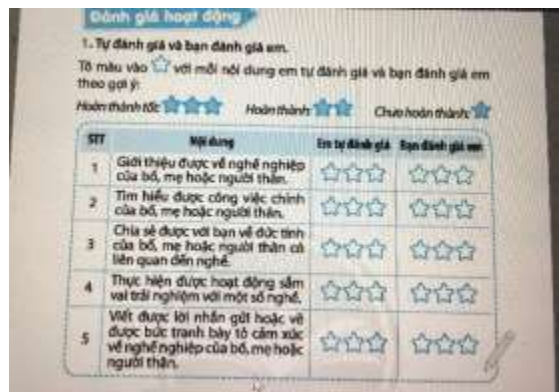 Đánh giá hoạt động
1. Tự đánh giá và bạn đánh giá em.
Tô màu vào với mỗi nội dung em tự đánh giá và bạn đánh giá em
theo gợi ý:
Hoàn thành tốt: Hoàn thành: Chưa hoàn thành:
STT Nội dung Em tự đánh giá Bạn đánh giá em
1 Giới thiệu được về nghề nghiệp
của bố, mẹ hoặc người thân.
2 Tìm hiểu được công việc chính
của bố, mẹ hoặc người thân.
3 Chia sẻ được với bạn về đức tính
của bố, mẹ hoặc người thân có
liên quan đến nghề.
4 Thực hiện được hoạt động sắm
vai trải nghiệm với một số nghề.
5 Viết được lời nhắn gửi hoặc vẽ
được bức tranh bày tỏ cảm xúc
về nghề nghiệp của bố, mẹ hoặc
người thân.